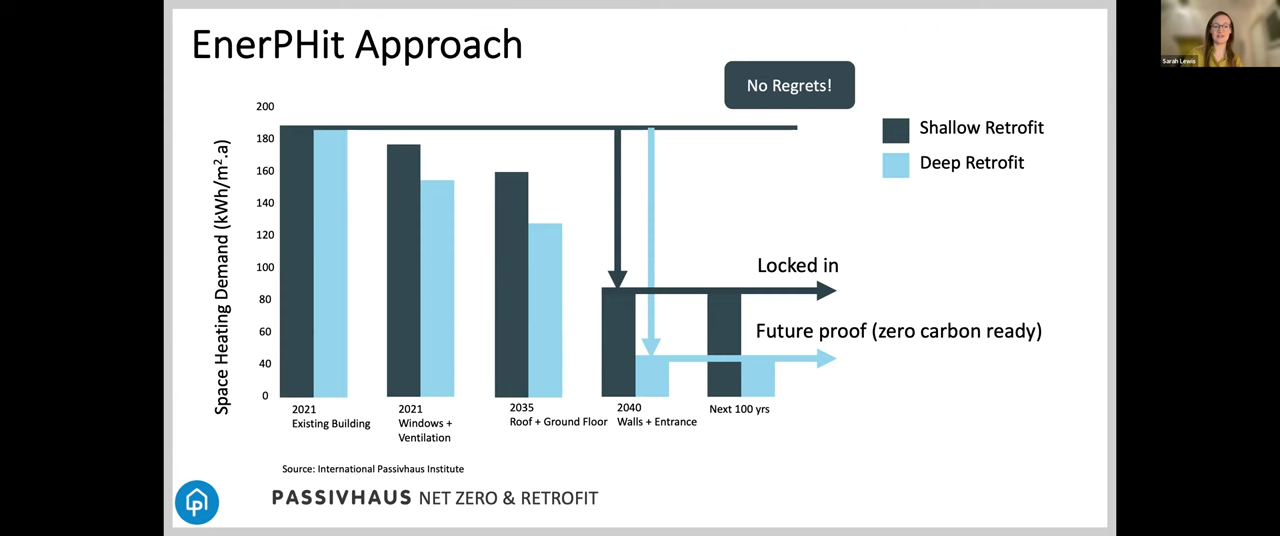 EnerPHit Approach
No Regrets!
Sarah Lewis
Shallow Retrofit
Deep Retrofit
Space Heating Demand (kWh/m².a)
200
180
160
140
120
100
80
60
40
0
Locked in
Future proof (zero carbon ready)
2021
Existing Building
2021
Windows +
Ventilation
2035
Roof + Ground Floor
2040
Walls + Entrance
Next 100 yrs
Source: International Passivhaus Institute
PASSIVHAUS NET ZERO & RETROFIT